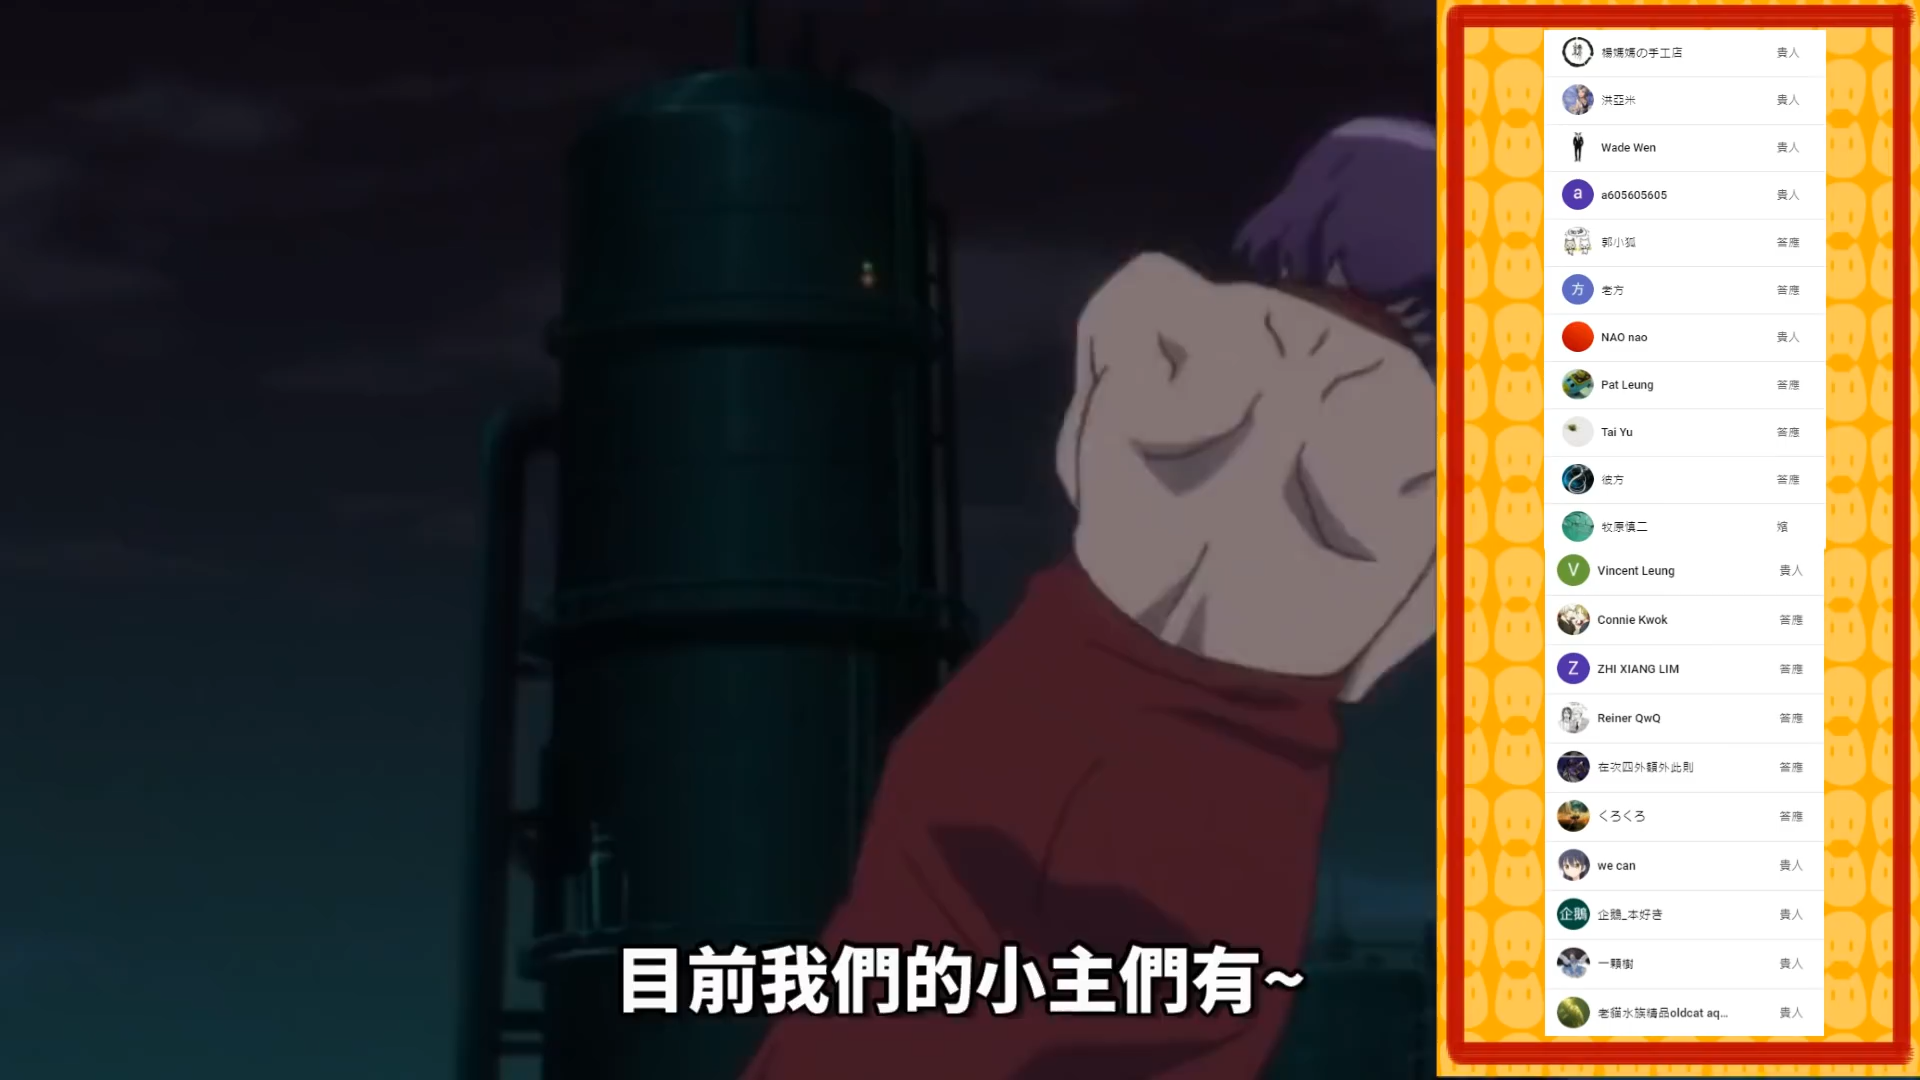 楊媽媽の手工店 貴人
洪亞米 貴人
Wade Wen 貴人
a a605605605 貴人
郭小狐 答應
方 老方 答應
NAO nao 貴人
Pat Leung 答應
Tai Yu 答應
彼方 答應
牧原慎二 嬪
V Vincent Leung 貴人
Connie Kwok 答應
Z ZHI XIANG LIM 答應
Reiner QwQ 答應
在次四外額外此則 答應
くろくろ 答應
we can 貴人
企鵝 企鵝_本好き 貴人
一顆樹 貴人
老貓水族精品oldcat aq... 貴人
目前我們的小主們有~